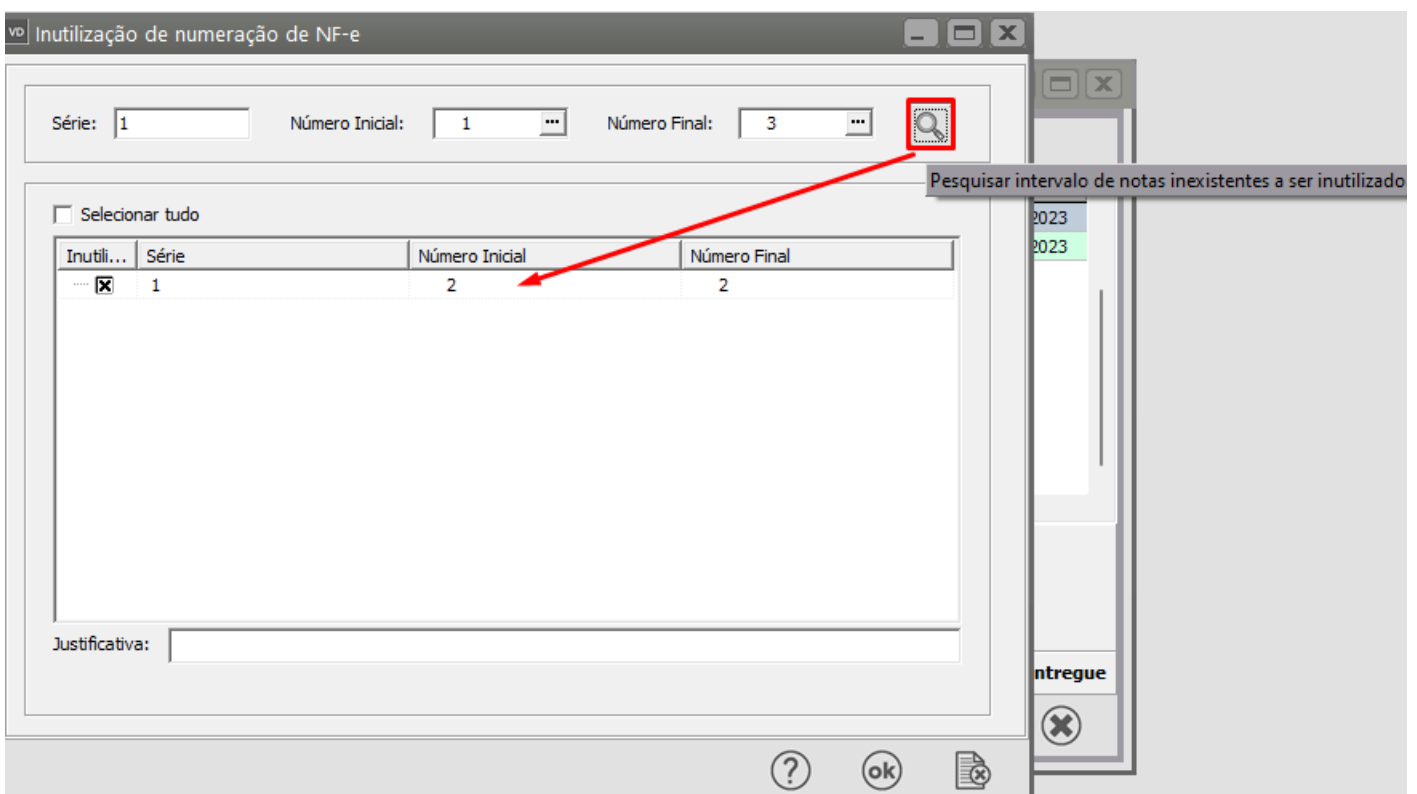 VD Inutilização de numeração de NF-e
Série: 1 Número Inicial: 1 ... Número Final: 3 ...
Pesquisar intervalo de notas inexistentes a ser inutilizado
Selecionar tudo
2023
Inutili... Série Número Inicial Número Final
2023
1 2 2
Justificativa:
ntregue
? ok